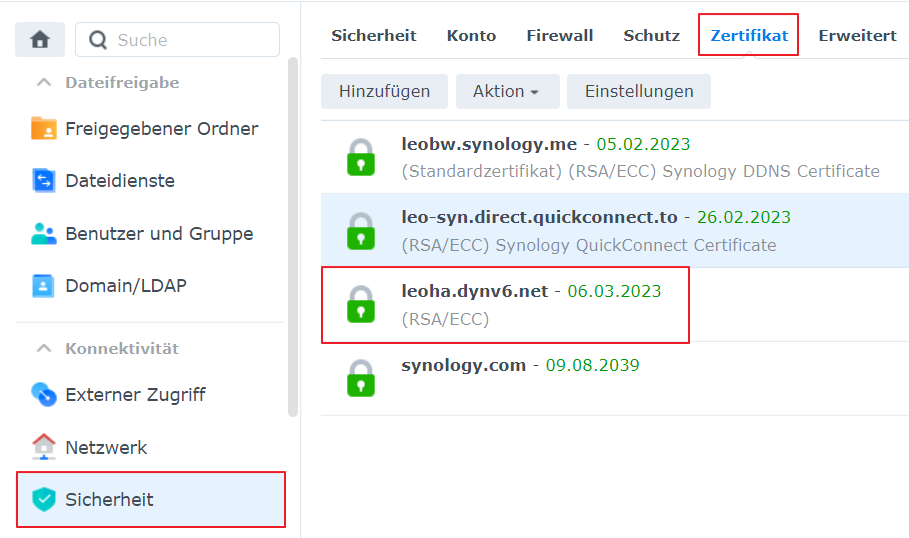 Suche
Dateifreigabe
Freigegebener Ordner
Dateidienste
Benutzer und Gruppe
Domain/LDAP
Konnektivität
Externer Zugriff
Netzwerk
Sicherheit
Sicherheit Konto Firewall Schutz Zertifikat Erweitert
Hinzufügen Aktion Einstellungen
leobw.synology.me - 05.02.2023
(Standardzertifikat) (RSA/ECC) Synology DDNS Certificate
leo-syn.direct.quickconnect.to - 26.02.2023
(RSA/ECC) Synology QuickConnect Certificate
leoha.dynv6.net - 06.03.2023
(RSA/ECC)
synology.com - 09.08.2039